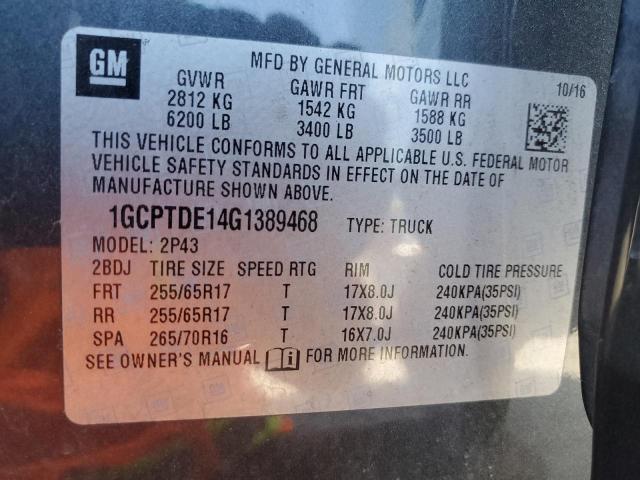 GM
MFD BY GENERAL MOTORS LLC
GVWR GAWR FRT GAWR RR 10/16
2812 KG 1542 KG 1588 KG
6200 LB 3400 LB 3500 LB
THIS VEHICLE CONFORMS TO ALL APPLICABLE U.S. FEDERAL MOTOR
VEHICLE SAFETY STANDARDS IN EFFECT ON THE DATE OF
MANUFACTURE SHOWN ABOVE.
1GCPTDE14G1389468 TYPE: TRUCK
MODEL: 2P43
2BDJ TIRE SIZE SPEED RTG RIM COLD TIRE PRESSURE
FRT 255/65R17 T 17X8.0J 240KPA(35PSI)
RR 255/65R17 T 17X8.0J 240KPA(35PSI)
SPA 265/70R16 T 16X7.0J 240KPA(35PSI)
SEE OWNER'S MANUAL FOR MORE INFORMATION.